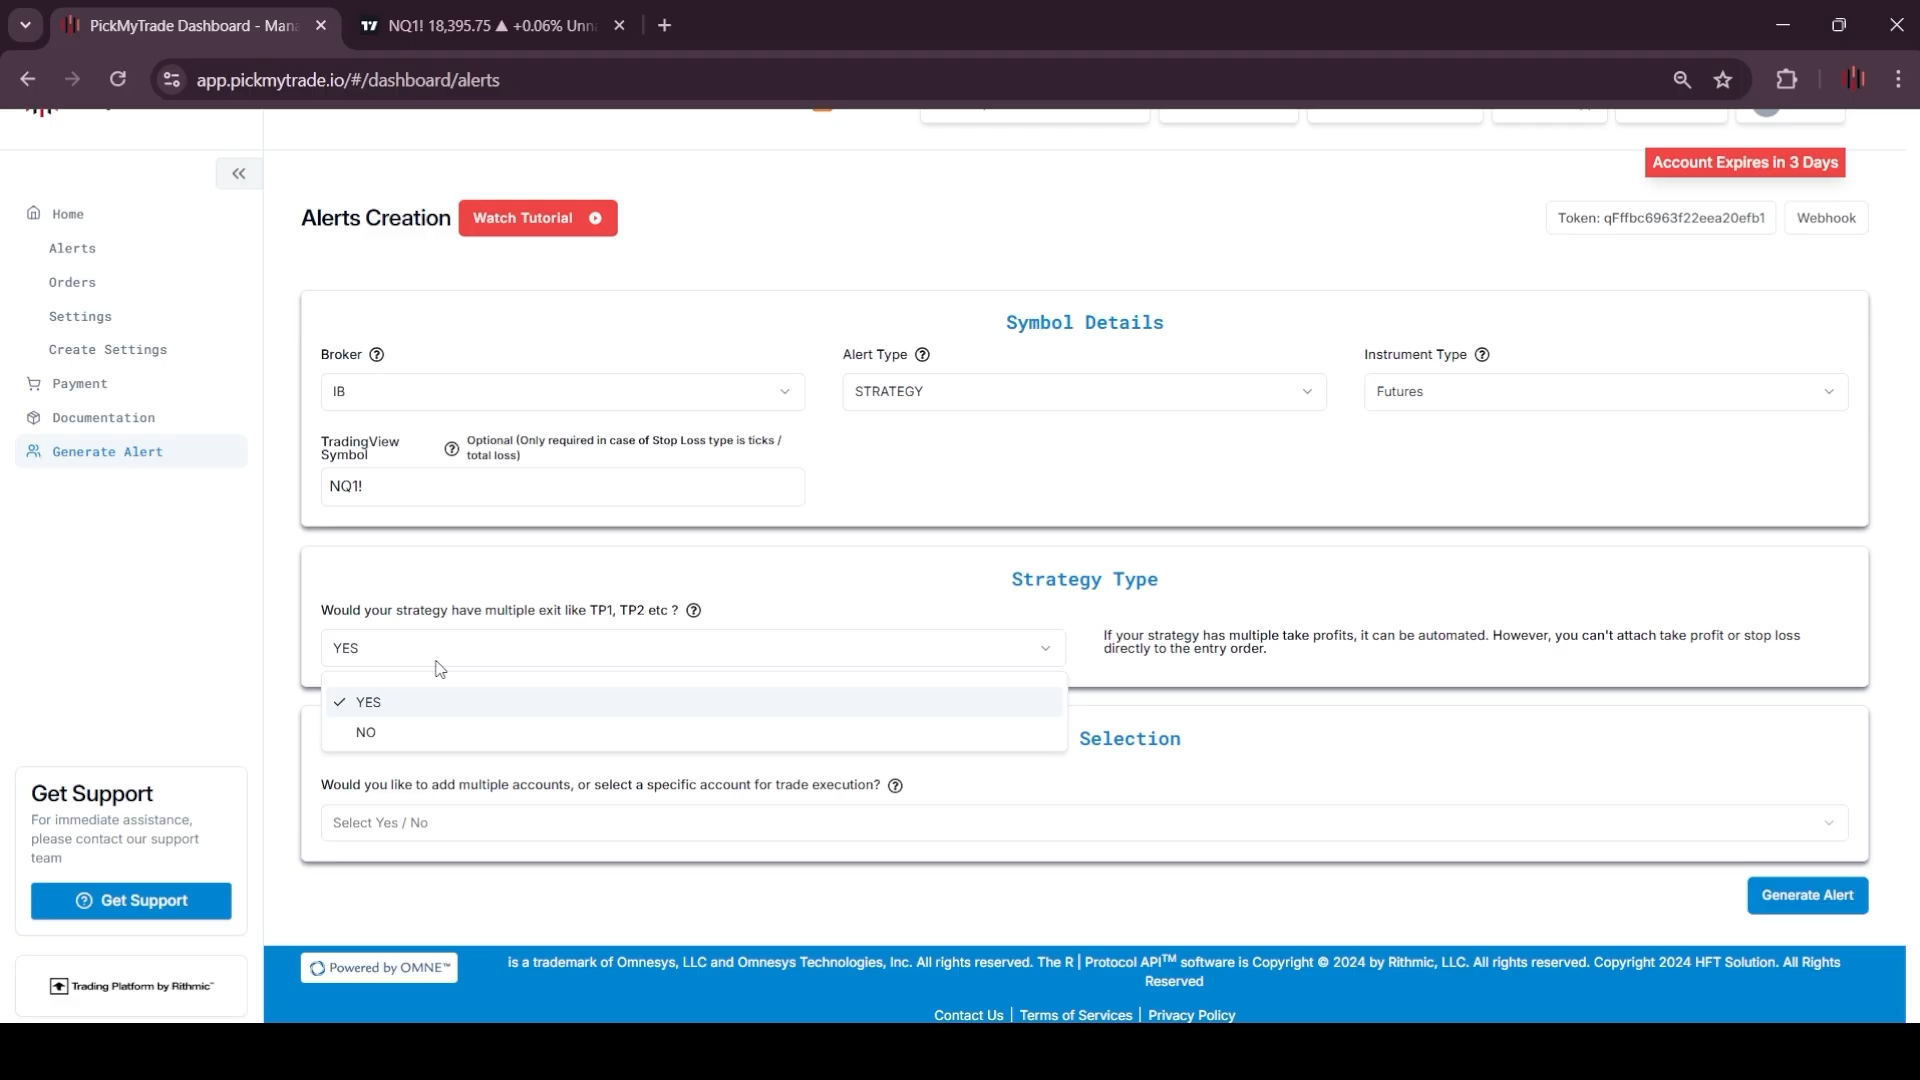 PickMyTrade Dashboard - Mana
NQ1! 18,395.75 ▲ +0.06% Unn
app.pickmytrade.io/#/dashboard/alerts
Account Expires in 3 Days
Home
Alerts
Orders
Settings
Create Settings
Payment
Documentation
Generate Alert
Alerts Creation
Watch Tutorial
Token: qFffbc6963f22eea20efb1
Webhook
Symbol Details
Broker
Alert Type
Instrument Type
IB
STRATEGY
Futures
TradingView
Symbol
Optional (Only required in case of Stop Loss type is ticks /
total loss)
NQ1!
Strategy Type
Would your strategy have multiple exit like TP1, TP2 etc ?
YES
If your strategy has multiple take profits, it can be automated. However, you can't attach take profit or stop loss
directly to the entry order.
YES
NO
Selection
Would you like to add multiple accounts, or select a specific account for trade execution?
Select Yes / No
Generate Alert
Get Support
For immediate assistance,
please contact our support
team
Get Support
Trading Platform by Rithmic™
Powered by OMNE™
is a trademark of Omnesys, LLC and Omnesys Technologies, Inc. All rights reserved. The R | Protocol API™ software is Copyright © 2024 by Rithmic, LLC. All rights reserved. Copyright 2024 HFT Solution. All Rights
Reserved
Contact Us | Terms of Services | Privacy Policy